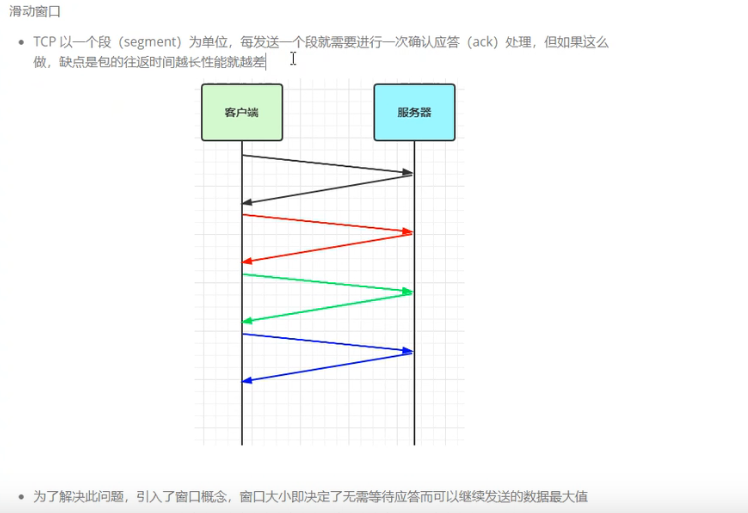 滑动窗口
TCP 以一个段（segment）为单位，每发送一个段就需要进行一次确认应答（ack）处理，但如果这么
做，缺点是包的往返时间越长性能就越差
客户端
服务器
为了解决此问题，引入了窗口概念，窗口大小即决定了无需等待应答而可以继续发送的数据最大值